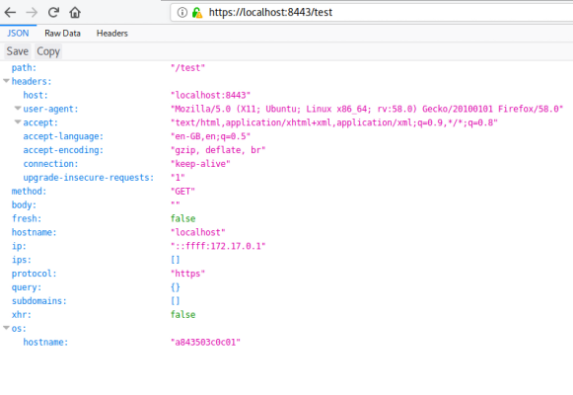 https://localhost:8443/test
JSON Raw Data Headers
Save Copy
path: "/test"
headers:
host: "localhost:8443"
user-agent: "Mozilla/5.0 (X11; Ubuntu; Linux x86_64; rv:58.0) Gecko/20100101 Firefox/58.0"
accept: "text/html,application/xhtml+xml,application/xml;q=0.9,*/*;q=0.8"
accept-language: "en-GB,en;q=0.5"
accept-encoding: "gzip, deflate, br"
connection: "keep-alive"
upgrade-insecure-requests: "1"
method: "GET"
body: ""
fresh: false
hostname: "localhost"
ip: "::ffff:172.17.0.1"
ips: []
protocol: "https"
query: {}
subdomains: []
xhr: false
os:
hostname: "a843503c0c01"